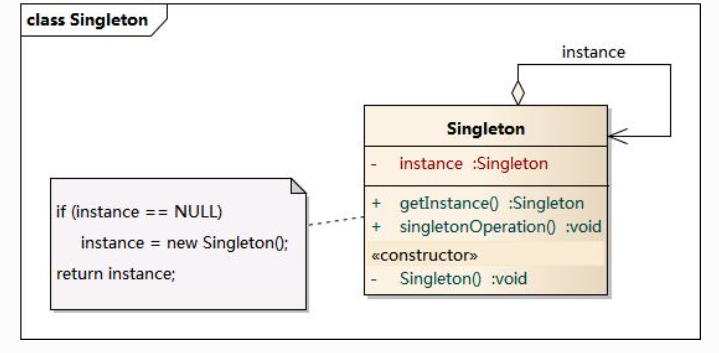 class Singleton
instance
Singleton
- instance :Singleton
+ getInstance() :Singleton
+ singletonOperation() :void
«constructor»
- Singleton() :void
if (instance == NULL)
instance = new Singleton();
return instance;